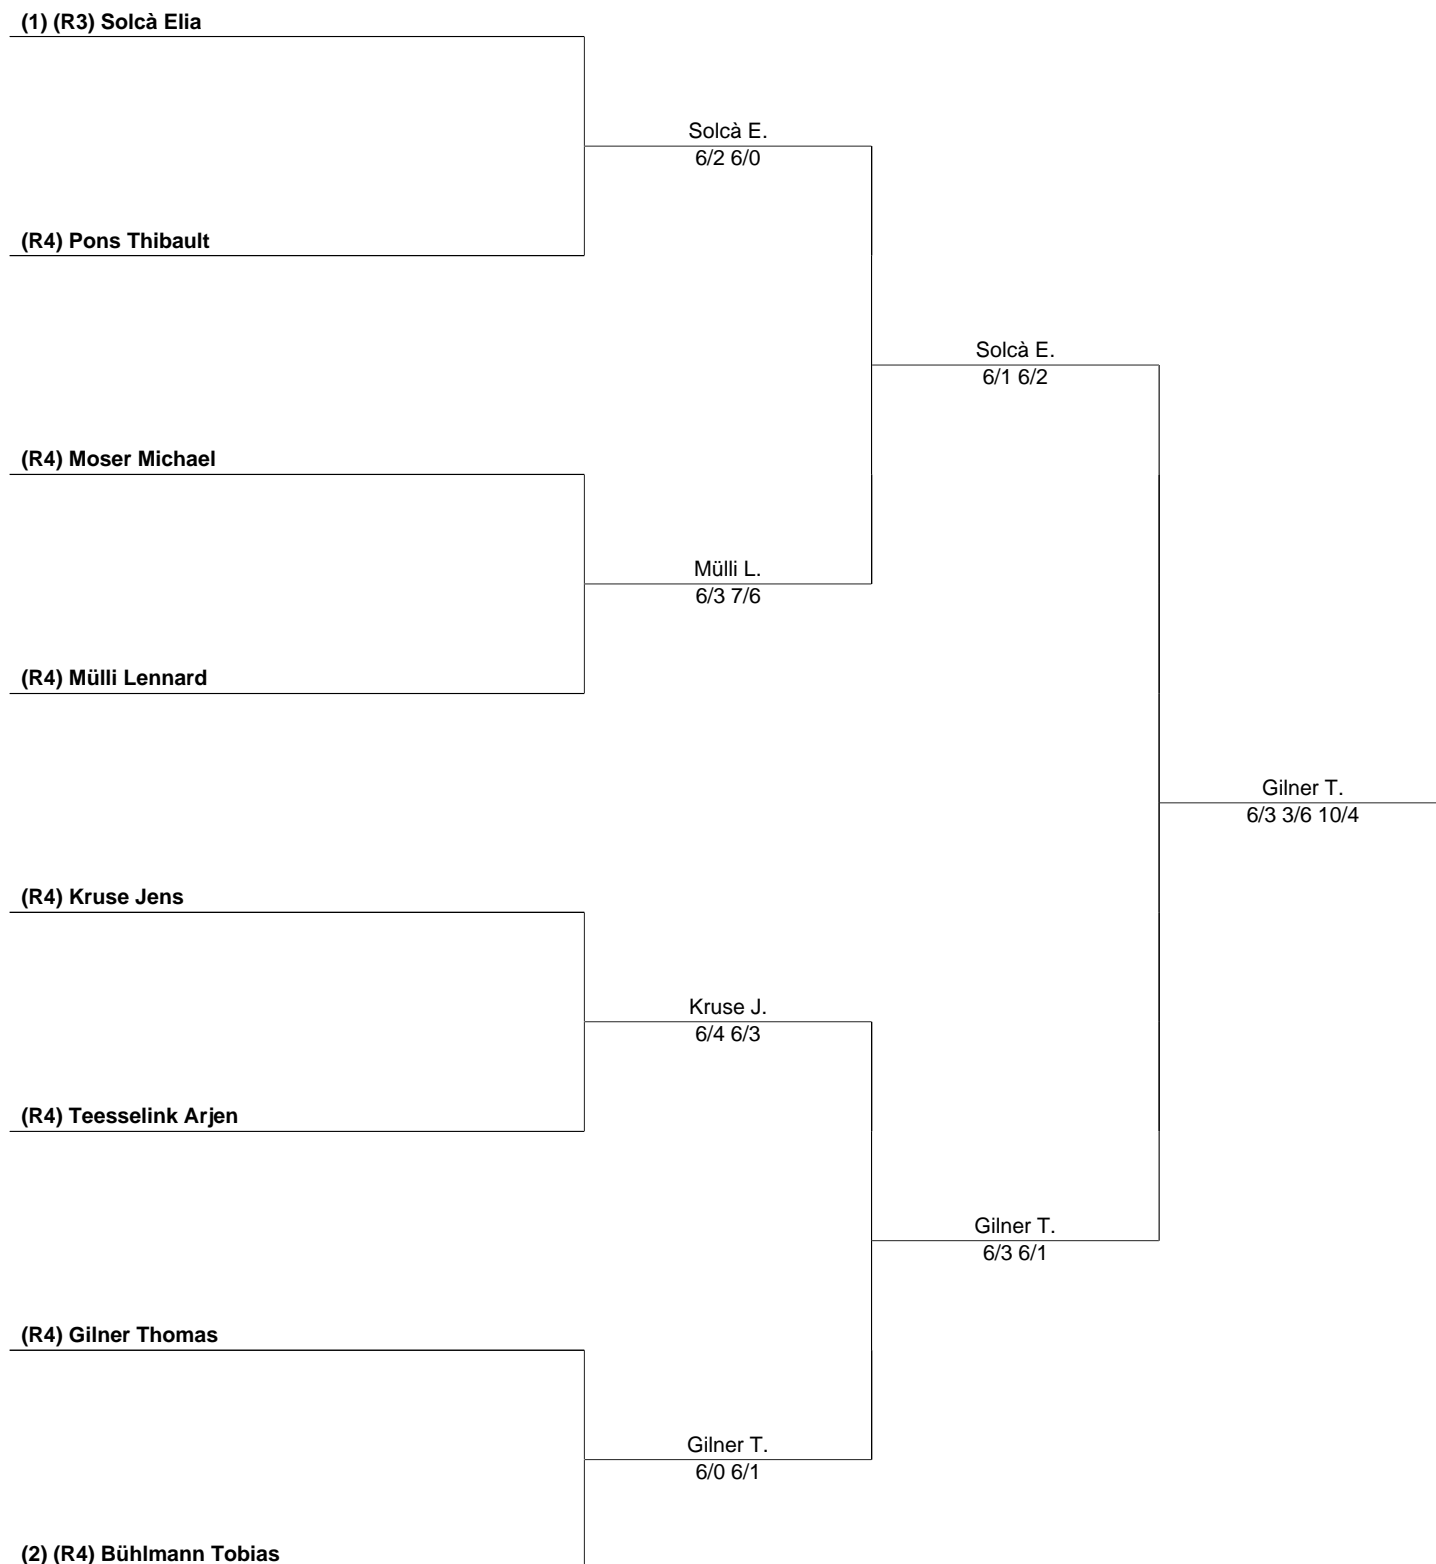 (1) (R3) Solcà Elia
Solcà E.
6/2 6/0
(R4) Pons Thibault
Solcà E.
6/1 6/2
(R4) Moser Michael
Mülli L.
6/3 7/6
(R4) Mülli Lennard
Gilner T.
6/3 3/6 10/4
(R4) Kruse Jens
Kruse J.
6/4 6/3
(R4) Teesselink Arjen
Gilner T.
6/3 6/1
(R4) Gilner Thomas
Gilner T.
6/0 6/1
(2) (R4) Bühlmann Tobias